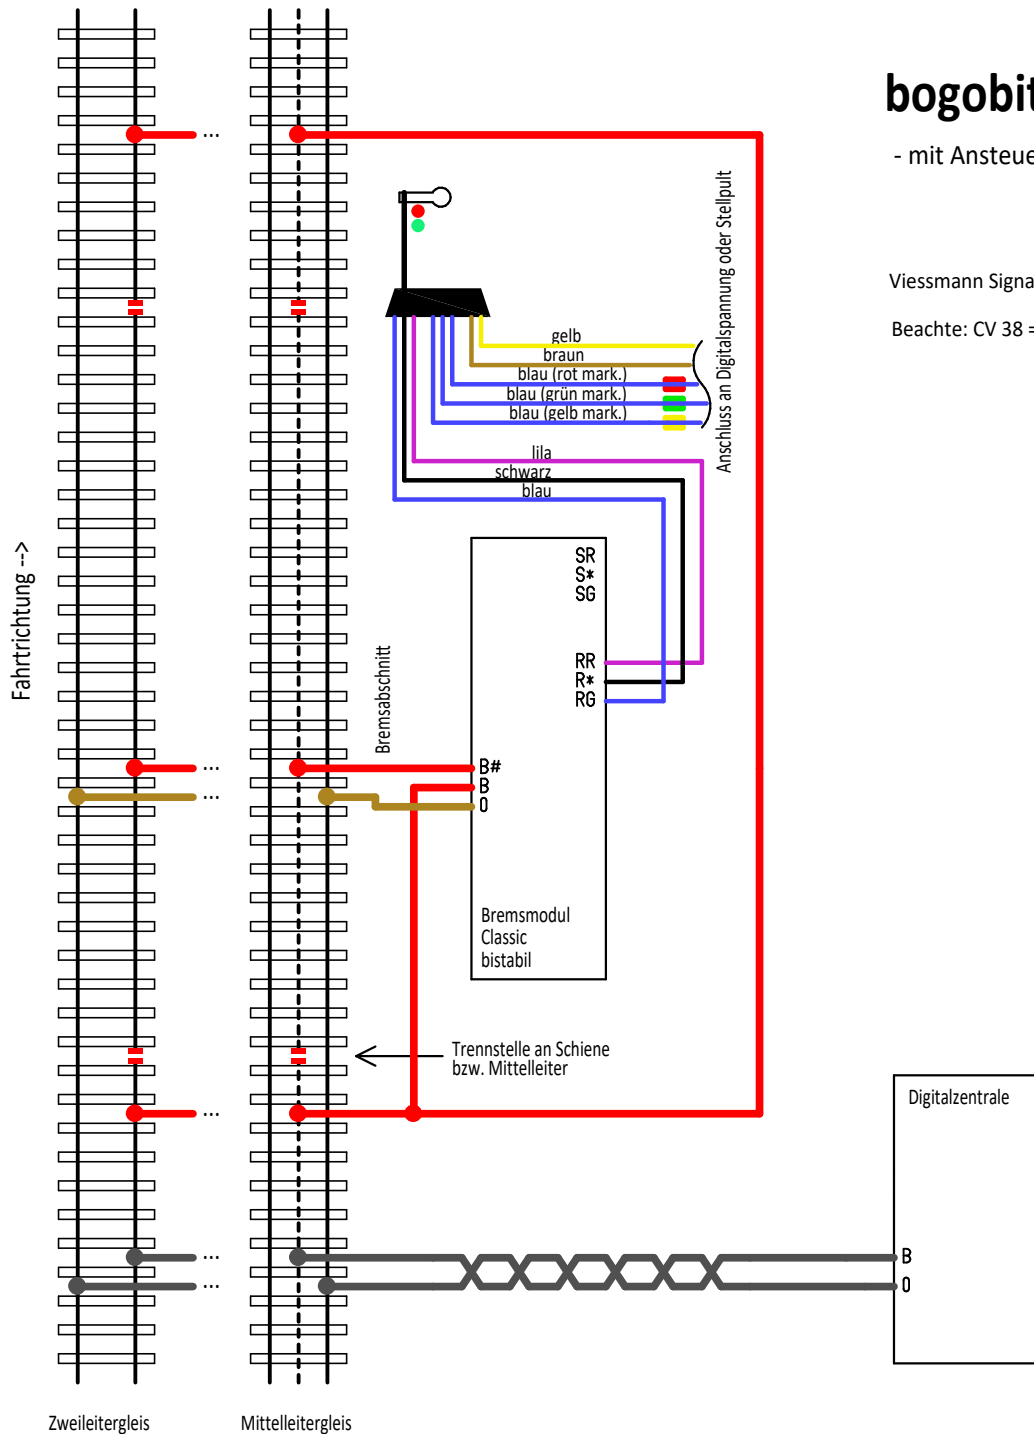 bogobit
- mit Ansteue
Viessmann Signa
Beachte: CV 38 =
...
Anschluss an Digitalspannung oder Stellpult
gelb
braun
blau (rot mark.)
blau (grün mark.)
blau (gelb mark.)
lila
schwarz
blau
SR
S*
SG
RR
R*
RG
Fahrtrichtung -->
Bremsabschnitt
...
...
B#
B
O
Bremsmodul
Classic
bistabil
Trennstelle an Schiene
bzw. Mittelleiter
...
Digitalzentrale
...
...
B
O
Zweileitergleis
Mittelleitergleis